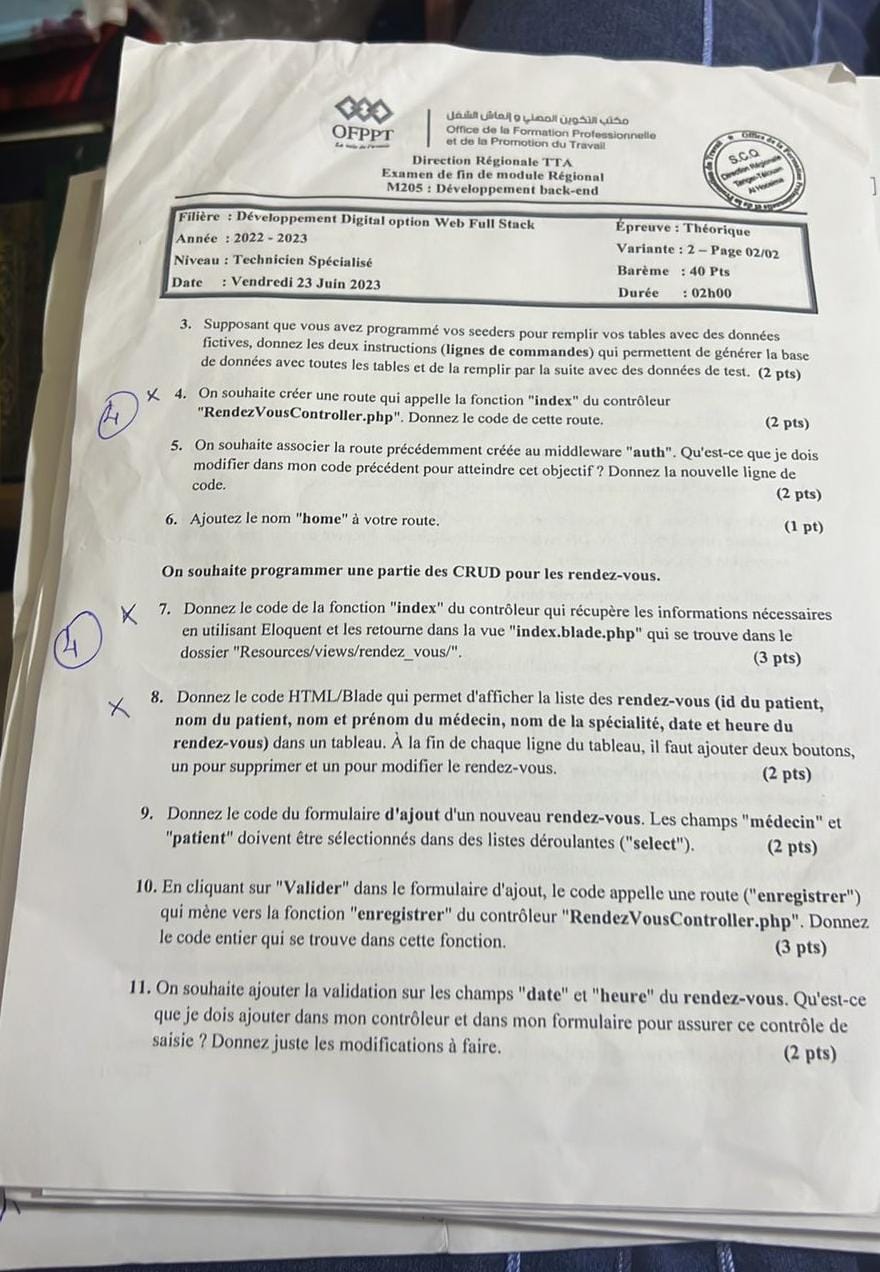 OFPPT
La voie de l'avenir
مكتب التكوين المهني و إنعاش الشغل
Office de la Formation Professionnelle
et de la Promotion du Travail
Direction Régionale TTA
Examen de fin de module Régional
M205 : Développement back-end
S.C.Q
Direction Régionale
Tanger-Tétouan
Al Hoceima
Filière : Développement Digital option Web Full Stack
Année : 2022 - 2023
Niveau : Technicien Spécialisé
Date : Vendredi 23 Juin 2023
Épreuve : Théorique
Variante : 2 – Page 02/02
Barème : 40 Pts
Durée : 02h00
3. Supposant que vous avez programmé vos seeders pour remplir vos tables avec des données
fictives, donnez les deux instructions (lignes de commandes) qui permettent de générer la base
de données avec toutes les tables et de la remplir par la suite avec des données de test. (2 pts)
4 x 4. On souhaite créer une route qui appelle la fonction "index" du contrôleur
"RendezVousController.php". Donnez le code de cette route. (2 pts)
5. On souhaite associer la route précédemment créée au middleware "auth". Qu'est-ce que je dois
modifier dans mon code précédent pour atteindre cet objectif ? Donnez la nouvelle ligne de
code. (2 pts)
6. Ajoutez le nom "home" à votre route. (1 pt)
On souhaite programmer une partie des CRUD pour les rendez-vous.
4 x 7. Donnez le code de la fonction "index" du contrôleur qui récupère les informations nécessaires
en utilisant Eloquent et les retourne dans la vue "index.blade.php" qui se trouve dans le
dossier "Resources/views/rendez_vous/". (3 pts)
x 8. Donnez le code HTML/Blade qui permet d'afficher la liste des rendez-vous (id du patient,
nom du patient, nom et prénom du médecin, nom de la spécialité, date et heure du
rendez-vous) dans un tableau. À la fin de chaque ligne du tableau, il faut ajouter deux boutons,
un pour supprimer et un pour modifier le rendez-vous. (2 pts)
9. Donnez le code du formulaire d'ajout d'un nouveau rendez-vous. Les champs "médecin" et
"patient" doivent être sélectionnés dans des listes déroulantes ("select"). (2 pts)
10. En cliquant sur "Valider" dans le formulaire d'ajout, le code appelle une route ("enregistrer")
qui mène vers la fonction "enregistrer" du contrôleur "RendezVousController.php". Donnez
le code entier qui se trouve dans cette fonction. (3 pts)
11. On souhaite ajouter la validation sur les champs "date" et "heure" du rendez-vous. Qu'est-ce
que je dois ajouter dans mon contrôleur et dans mon formulaire pour assurer ce contrôle de
saisie ? Donnez juste les modifications à faire. (2 pts)